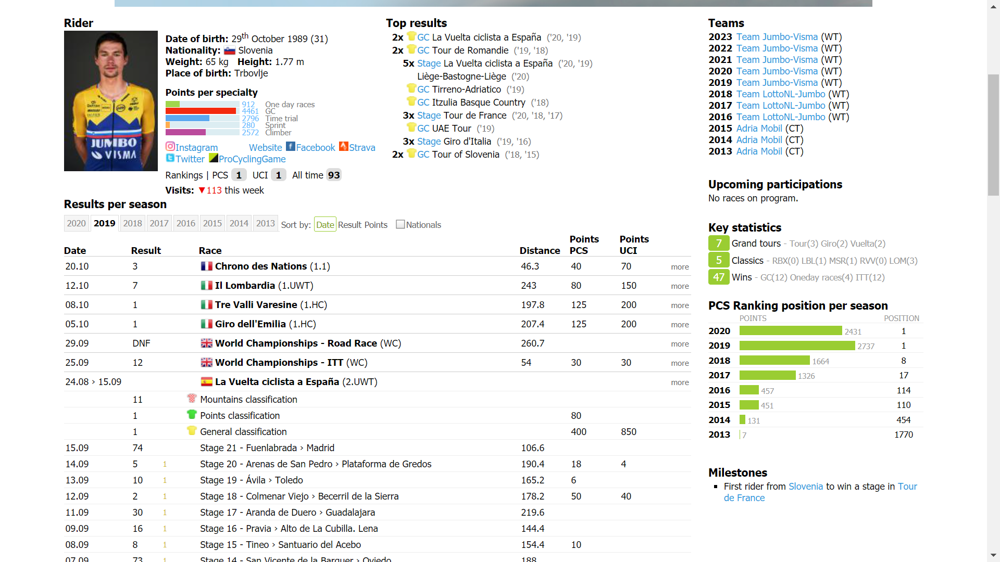 Rider
Date of birth: 29th October 1989 (31)
Nationality: Slovenia
Weight: 65 kg Height: 1.77 m
Place of birth: Trbovlje
Points per specialty
912 One day races
4461 GC
2796 Time trial
280 Sprint
2572 Climber
Instagram Website Facebook Strava
Twitter ProCyclingGame
Rankings | PCS 1 UCI 1 All time 93
Visits: ▼113 this week
JUMBO
VISMA
Top results
2x GC La Vuelta ciclista a España ('20, '19)
2x GC Tour de Romandie ('19, '18)
5x Stage La Vuelta ciclista a España ('20, '19)
Liège-Bastogne-Liège ('20)
GC Tirreno-Adriatico ('19)
GC Itzulia Basque Country ('18)
3x Stage Tour de France ('20, '18, '17)
GC UAE Tour ('19)
3x Stage Giro d'Italia ('19, '16)
2x GC Tour of Slovenia ('18, '15)
Teams
2023 Team Jumbo-Visma (WT)
2022 Team Jumbo-Visma (WT)
2021 Team Jumbo-Visma (WT)
2020 Team Jumbo-Visma (WT)
2019 Team Jumbo-Visma (WT)
2018 Team LottoNL-Jumbo (WT)
2017 Team LottoNL-Jumbo (WT)
2016 Team LottoNL-Jumbo (WT)
2015 Adria Mobil (CT)
2014 Adria Mobil (CT)
2013 Adria Mobil (CT)
Upcoming participations
No races on program.
Key statistics
7 Grand tours - Tour(3) Giro(2) Vuelta(2)
5 Classics - RBX(0) LBL(1) MSR(1) RVV(0) LOM(3)
47 Wins - GC(12) Oneday races(4) ITT(12)
PCS Ranking position per season
POINTS POSITION
2020 2431 1
2019 2737 1
2018 1664 8
2017 1326 17
2016 457 114
2015 451 110
2014 131 454
2013 7 1770
Milestones
First rider from Slovenia to win a stage in Tour
de France
Results per season
2020 2019 2018 2017 2016 2015 2014 2013 Sort by: Date Result Points Nationals
Date Result Race Distance Points PCS Points UCI
20.10 3 Chrono des Nations (1.1) 46.3 40 70 more
12.10 7 Il Lombardia (1.UWT) 243 80 150 more
08.10 1 Tre Valli Varesine (1.HC) 197.8 125 200 more
05.10 1 Giro dell'Emilia (1.HC) 207.4 125 200 more
29.09 DNF World Championships - Road Race (WC) 260.7 more
25.09 12 World Championships - ITT (WC) 54 30 30 more
24.08 › 15.09 La Vuelta ciclista a España (2.UWT) more
11 Mountains classification
1 Points classification 80
1 General classification 400 850
15.09 74 Stage 21 - Fuenlabrada › Madrid 106.6
14.09 5 1 Stage 20 - Arenas de San Pedro › Plataforma de Gredos 190.4 18 4
13.09 10 1 Stage 19 - Ávila › Toledo 165.2 6
12.09 2 1 Stage 18 - Colmenar Viejo › Becerril de la Sierra 178.2 50 40
11.09 30 1 Stage 17 - Aranda de Duero › Guadalajara 219.6
09.09 16 1 Stage 16 - Pravia › Alto de La Cubilla. Lena 144.4
08.09 8 1 Stage 15 - Tineo › Santuario del Acebo 154.4 10
07.09 73 1 Stage 14 - San Vicente de la Barquer › Oviedo 188